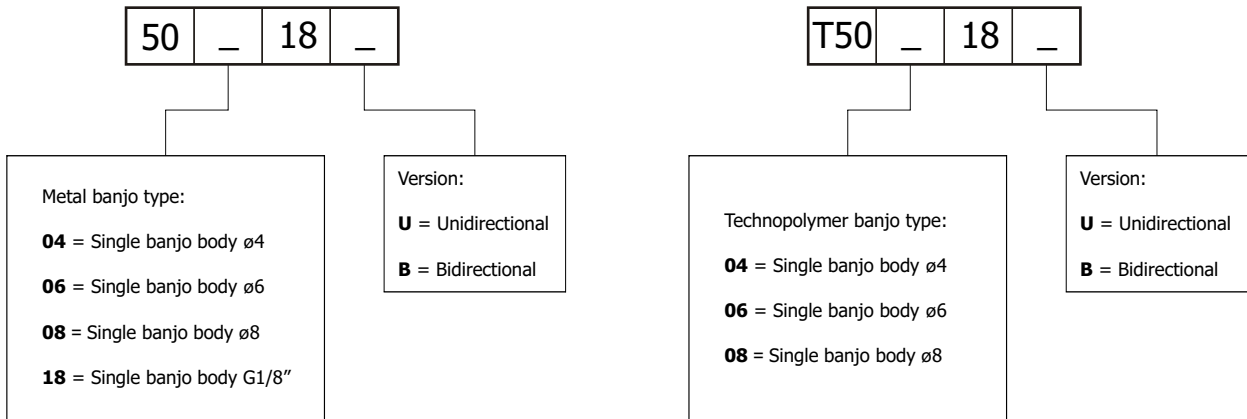 50 _ 18 _
Metal banjo type:
04 = Single banjo body ø4
06 = Single banjo body ø6
08 = Single banjo body ø8
18 = Single banjo body G1/8”
Version:
U = Unidirectional
B = Bidirectional
T50 _ 18 _
Technopolymer banjo type:
04 = Single banjo body ø4
06 = Single banjo body ø6
08 = Single banjo body ø8
Version:
U = Unidirectional
B = Bidirectional